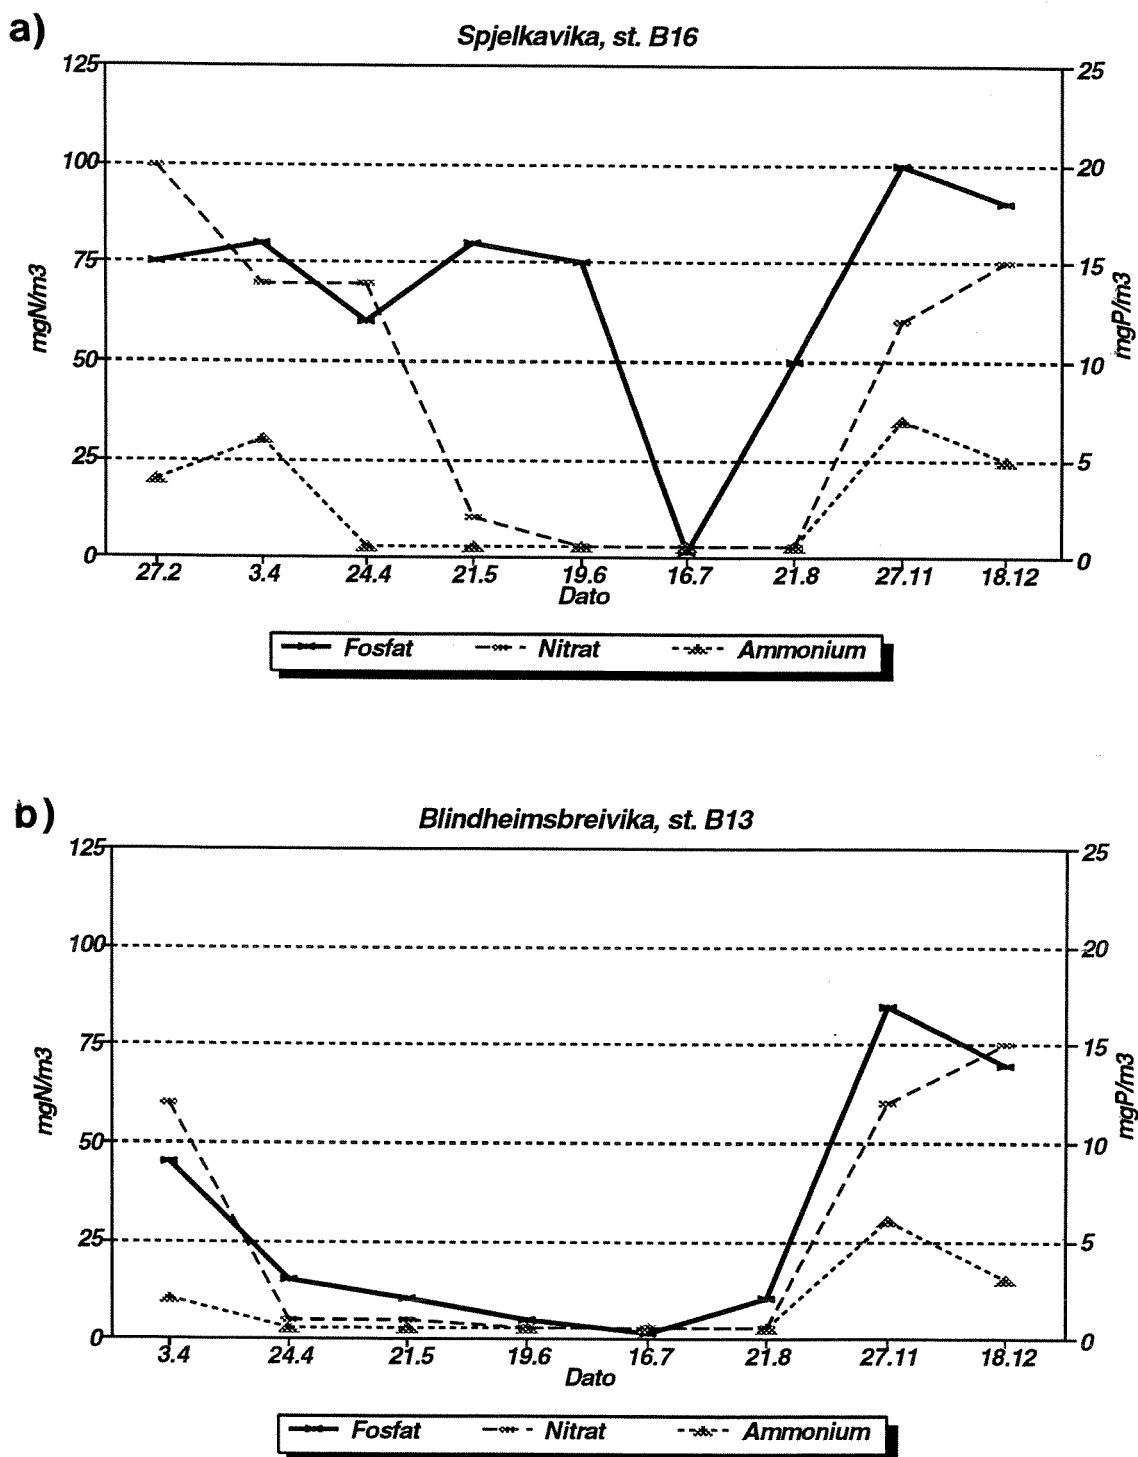 a)
Spjelkavika, st. B16
125
100
75
50
25
0
mgN/m3
25
20
15
10
5
0
mgP/m3
27.2 3.4 24.4 21.5 19.6 16.7 21.8 27.11 18.12
Dato
Fosfat Nitrat Ammonium
b)
Blindheimsbreivika, st. B13
125
100
75
50
25
0
mgN/m3
25
20
15
10
5
0
mgP/m3
3.4 24.4 21.5 19.6 16.7 21.8 27.11 18.12
Dato
Fosfat Nitrat Ammonium